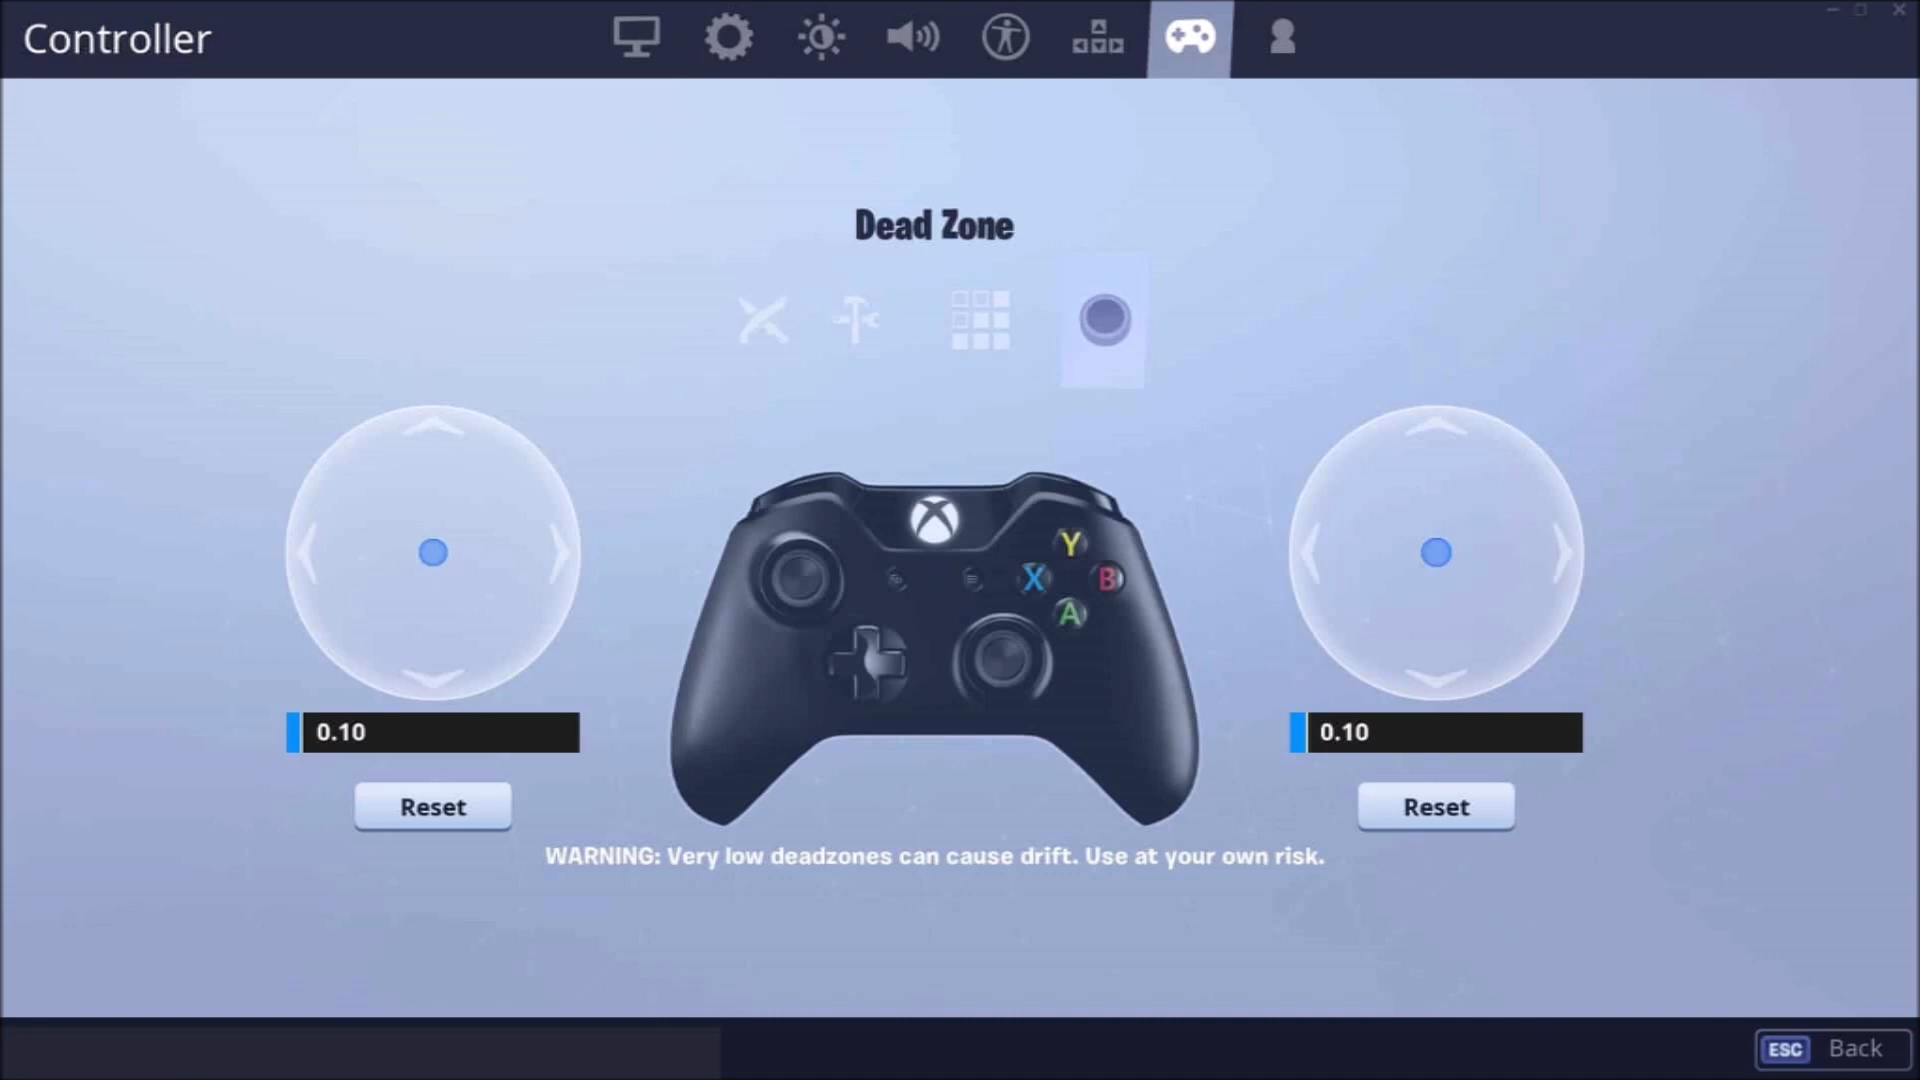 Controller
Dead Zone
Y
X
B
A
0.10
0.10
Reset
Reset
WARNING: Very low deadzones can cause drift. Use at your own risk.
ESC Back